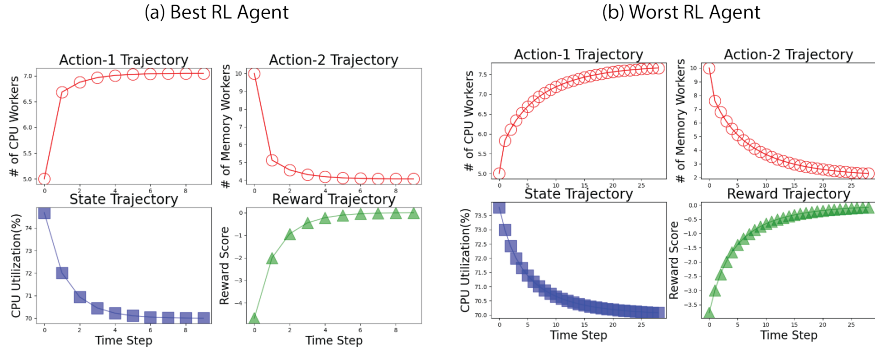 (a) Best RL Agent
(b) Worst RL Agent
Action-1 Trajectory
Action-2 Trajectory
Action-1 Trajectory
Action-2 Trajectory
# of CPU Workers
7.0
6.5
6.0
5.5
5.0
0 2 4 6 8
# of Memory Workers
10
9
8
7
6
5
4
0 2 4 6 8
# of CPU Workers
7.5
7.0
6.5
6.0
5.5
5.0
0 5 10 15 20 25
# of Memory Workers
10
9
8
7
6
5
4
3
2
0 5 10 15 20 25
State Trajectory
Reward Trajectory
State Trajectory
Reward Trajectory
CPU Utilization(%)
74
73
72
71
70
0 2 4 6 8
Time Step
Reward Score
0
−1
−2
−3
−4
0 2 4 6 8
CPU Utilization(%)
73.5
73.0
72.5
72.0
71.5
71.0
70.5
70.0
0 5 10 15 20 25
Time Step
Reward Score
0.0
−0.5
−1.0
−1.5
−2.0
−2.5
−3.0
−3.5
0 5 10 15 20 25
Time Step